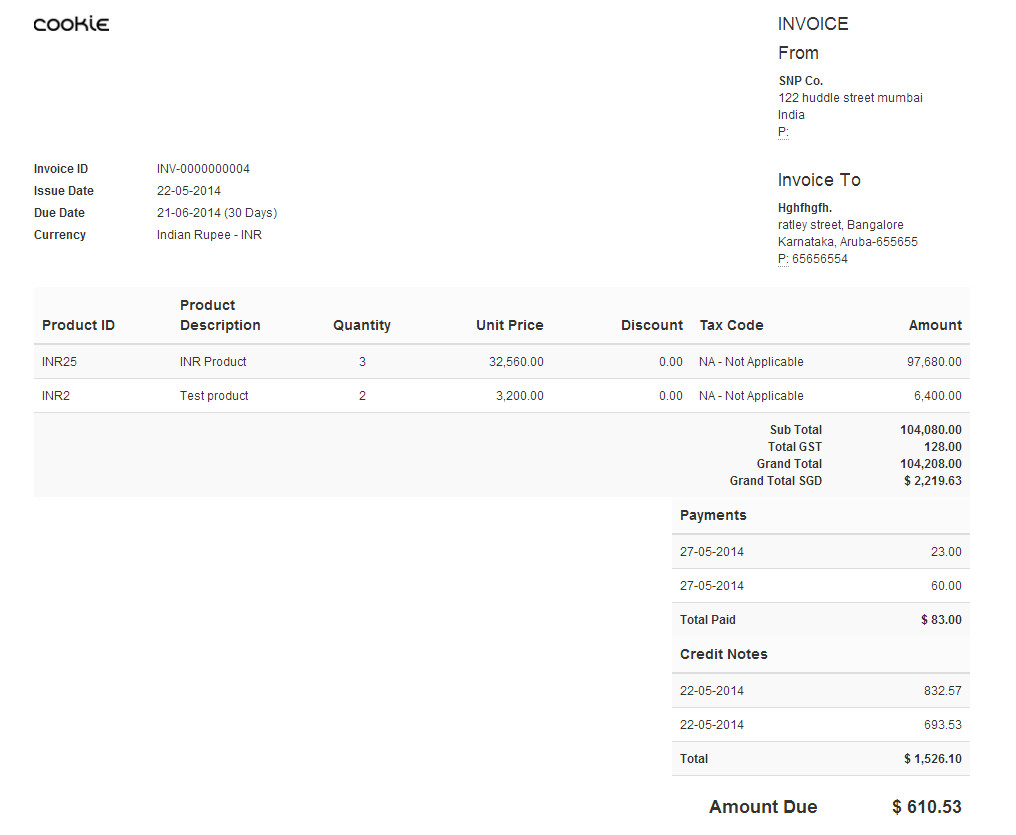 cookie
INVOICE
From
SNP Co.
122 huddle street mumbai
India
P:
Invoice ID INV-0000000004
Issue Date 22-05-2014
Due Date 21-06-2014 (30 Days)
Currency Indian Rupee - INR
Invoice To
Hghfhgfh.
ratley street, Bangalore
Karnataka, Aruba-655655
P: 65656554
Product ID Product Description Quantity Unit Price Discount Tax Code Amount
INR25 INR Product 3 32,560.00 0.00 NA - Not Applicable 97,680.00
INR2 Test product 2 3,200.00 0.00 NA - Not Applicable 6,400.00
Sub Total 104,080.00
Total GST 128.00
Grand Total 104,208.00
Grand Total SGD $ 2,219.63
Payments
27-05-2014 23.00
27-05-2014 60.00
Total Paid $ 83.00
Credit Notes
22-05-2014 832.57
22-05-2014 693.53
Total $ 1,526.10
Amount Due $ 610.53